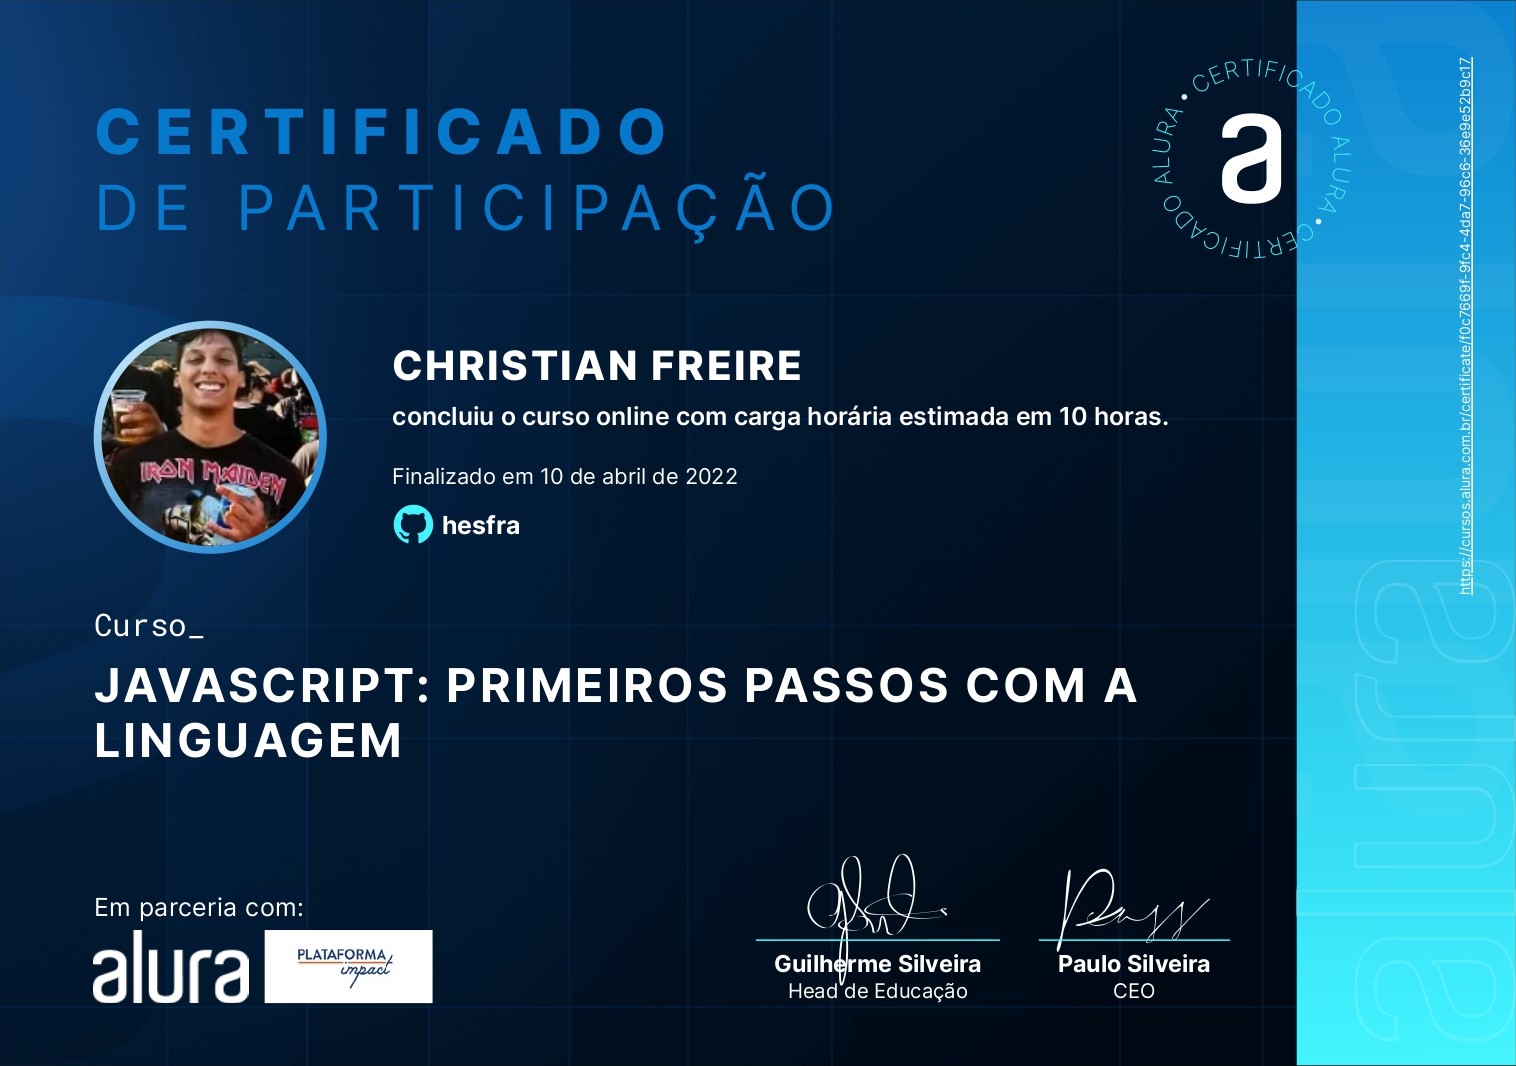 CERTIFICADO
DE PARTICIPAÇÃO
CERTIFICADO ALURA • CERTIFICADO ALURA •
a
https://cursos.alura.com.br/certificate/f0c7669f-9fc4-4da7-96c6-36e9e52b9c17
IRON MAIDEN
CHRISTIAN FREIRE
concluiu o curso online com carga horária estimada em 10 horas.
Finalizado em 10 de abril de 2022
hesfra
Curso_
JAVASCRIPT: PRIMEIROS PASSOS COM A
LINGUAGEM
Em parceria com:
alura
PLATAFORMA
impact
Guilherme Silveira
Head de Educação
Paulo Silveira
CEO
alura